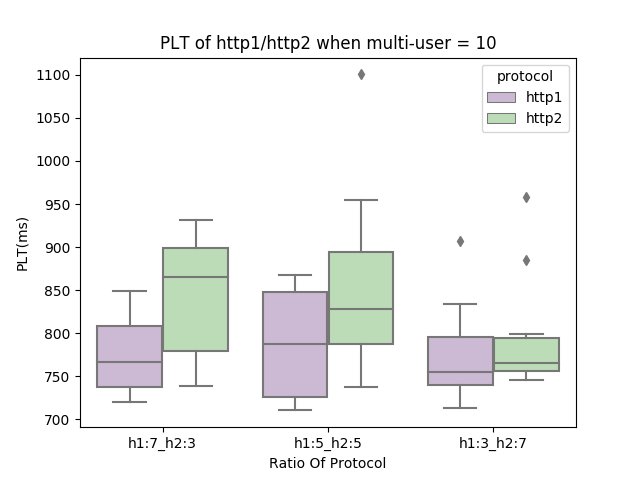 PLT of http1/http2 when multi-user = 10
protocol
http1
http2
1100
1050
1000
950
900
850
800
750
700
PLT(ms)
h1:7_h2:3
h1:5_h2:5
h1:3_h2:7
Ratio Of Protocol